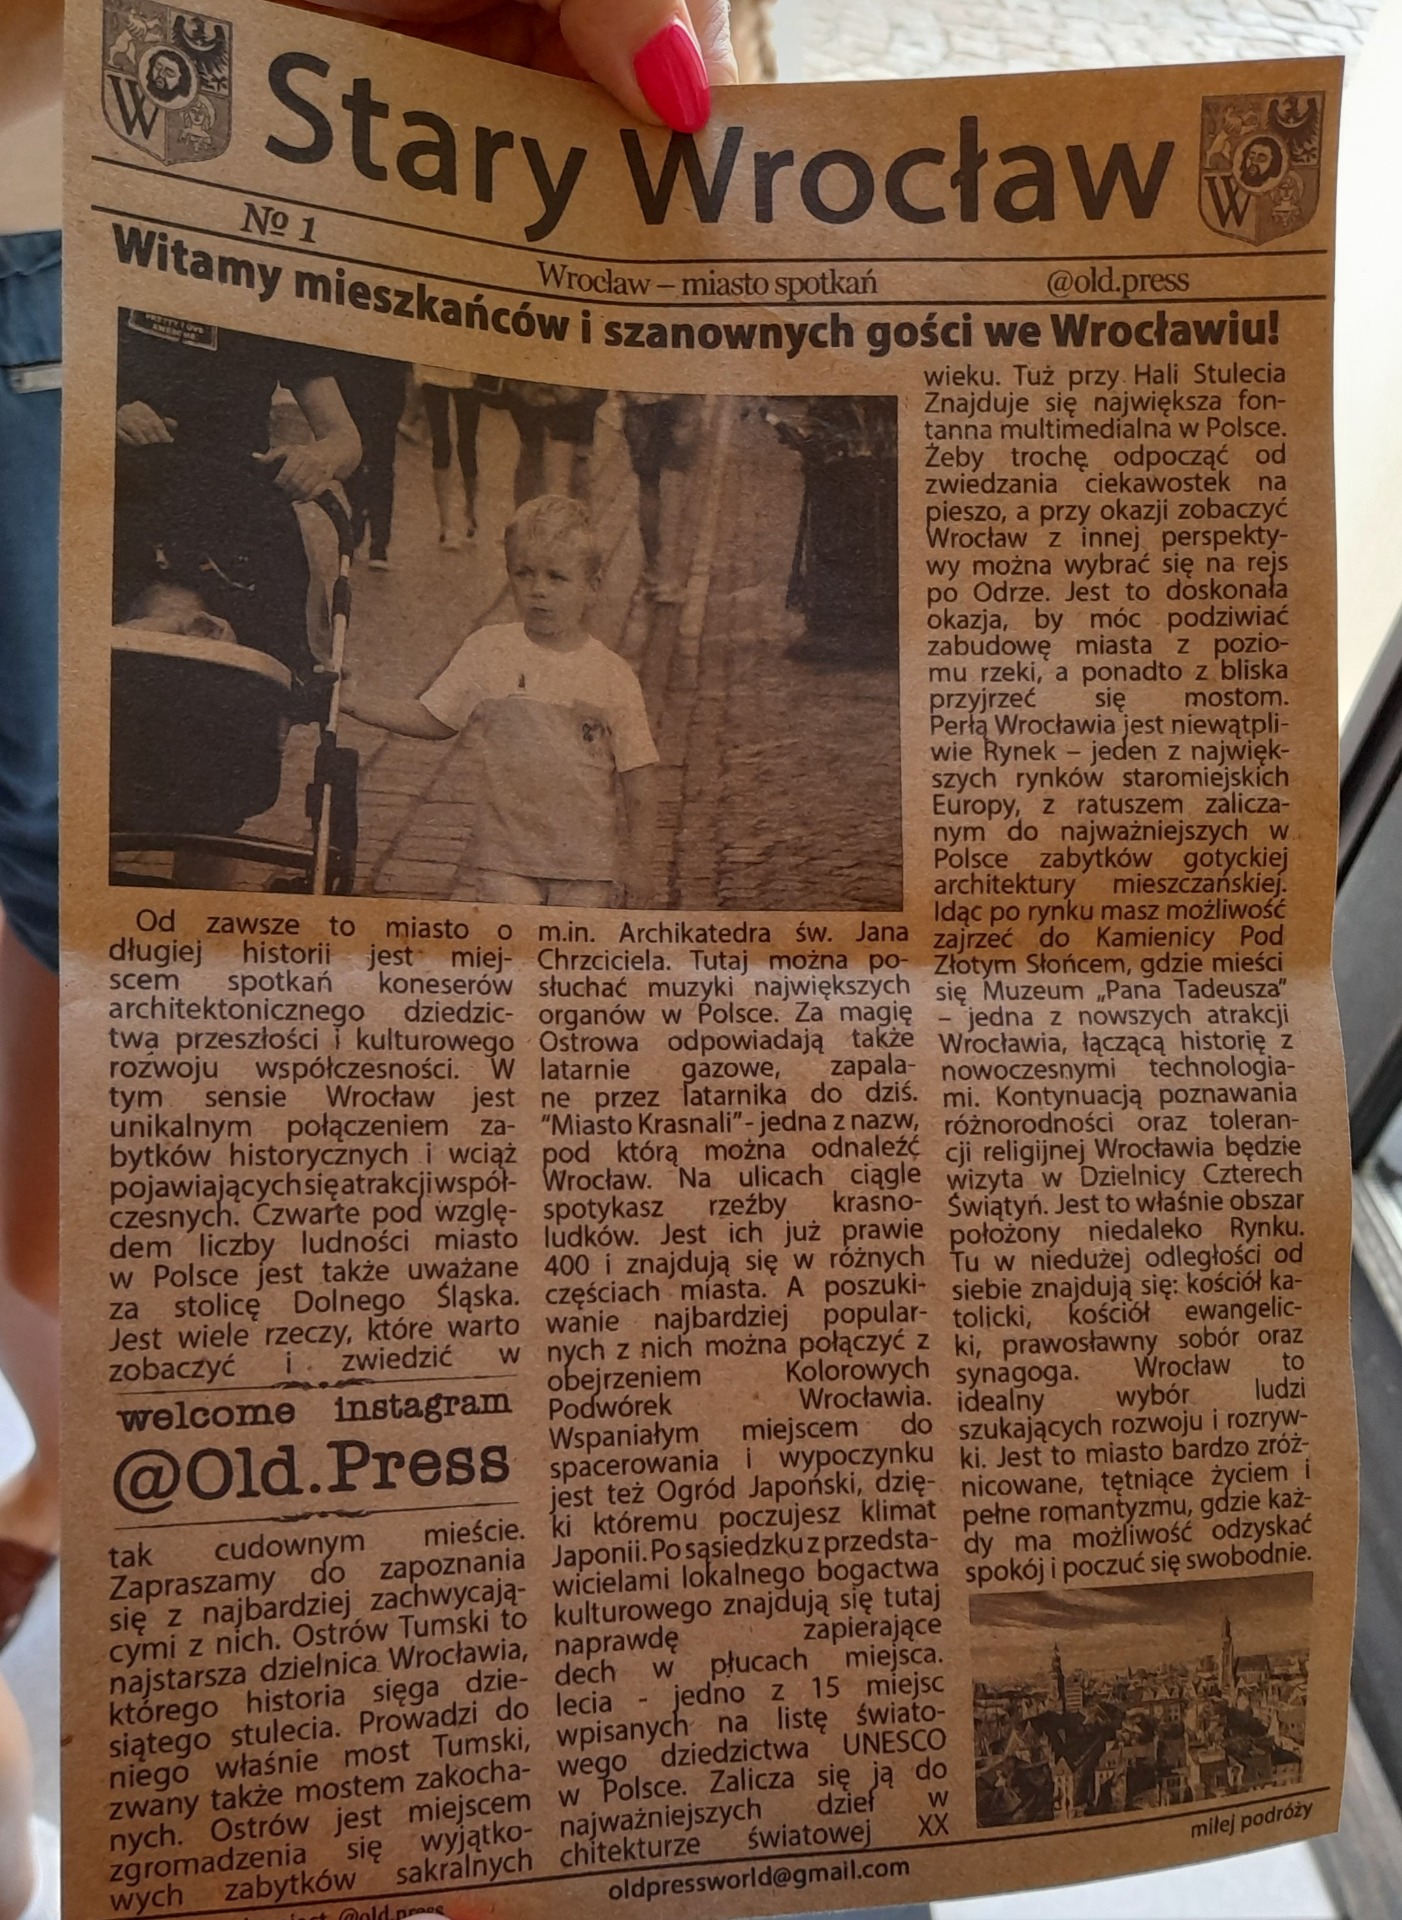 Stary Wrocław
№ 1
Wrocław – miasto spotkań
@old.press
Witamy mieszkańców i szanownych gości we Wrocławiu!
Od zawsze to miasto o
długiej historii jest miej-
scem spotkań koneserów
architektonicznego dziedzic-
twa przeszłości i kulturowego
rozwoju współczesności. W
tym sensie Wrocław jest
unikalnym połączeniem za-
bytków historycznych i wciąż
pojawiających się atrakcji współ-
czesnych. Czwarte pod wzglę-
dem liczby ludności miasto
w Polsce jest także uważane
za stolicę Dolnego Śląska.
Jest wiele rzeczy, które warto
zobaczyć i zwiedzić w
welcome instagram
@Old.Press
tak cudownym mieście.
Zapraszamy do zapoznania
się z najbardziej zachwycają-
cymi z nich. Ostrów Tumski to
najstarsza dzielnica Wrocławia,
którego historia sięga dzie-
siątego stulecia. Prowadzi do
niego właśnie most Tumski,
zwany także mostem zakocha-
nych. Ostrów jest miejscem
zgromadzenia się wyjątko-
wych zabytków sakralnych
m.in. Archikatedra św. Jana
Chrzciciela. Tutaj można po-
słuchać muzyki największych
organów w Polsce. Za magię
Ostrowa odpowiadają także
latarnie gazowe, zapala-
ne przez latarnika do dziś.
“Miasto Krasnali”- jedna z nazw,
pod którą można odnaleźć
Wrocław. Na ulicach ciągle
spotykasz rzeźby krasno-
ludków. Jest ich już prawie
400 i znajdują się w różnych
częściach miasta. A poszuki-
wanie najbardziej popular-
nych z nich można połączyć z
obejrzeniem Kolorowych
Podwórek Wrocławia.
Wspaniałym miejscem do
spacerowania i wypoczynku
jest też Ogród Japoński, dzię-
ki któremu poczujesz klimat
Japonii. Po sąsiedzku z przedsta-
wicielami lokalnego bogactwa
kulturowego znajdują się tutaj
naprawdę zapierające
dech w płucach miejsca.
lecia - jedno z 15 miejsc
wpisanych na listę świato-
wego dziedzictwa UNESCO
w Polsce. Zalicza się ją do
najważniejszych dzieł w
chitekturze światowej XX
wieku. Tuż przy Hali Stulecia
Znajduje się największa fon-
tanna multimedialna w Polsce.
Żeby trochę odpocząć od
zwiedzania ciekawostek na
pieszo, a przy okazji zobaczyć
Wrocław z innej perspekty-
wy można wybrać się na rejs
po Odrze. Jest to doskonała
okazja, by móc podziwiać
zabudowę miasta z pozio-
mu rzeki, a ponadto z bliska
przyjrzeć się mostom.
Perłą Wrocławia jest niewątpli-
wie Rynek – jeden z najwięk-
szych rynków staromiejskich
Europy, z ratuszem zalicza-
nym do najważniejszych w
Polsce zabytków gotyckiej
architektury mieszczańskiej.
Idąc po rynku masz możliwość
zajrzeć do Kamienicy Pod
Złotym Słońcem, gdzie mieści
się Muzeum „Pana Tadeusza”
– jedna z nowszych atrakcji
Wrocławia, łączącą historię z
nowoczesnymi technologia-
mi. Kontynuacją poznawania
różnorodności oraz toleran-
cji religijnej Wrocławia będzie
wizyta w Dzielnicy Czterech
Świątyń. Jest to właśnie obszar
położony niedaleko Rynku.
Tu w niedużej odległości od
siebie znajdują się: kościół ka-
tolicki, kościół ewangelic-
ki, prawosławny sobór oraz
synagoga. Wrocław to
idealny wybór ludzi
szukających rozwoju i rozryw-
ki. Jest to miasto bardzo zróż-
nicowane, tętniące życiem i
pełne romantyzmu, gdzie każ-
dy ma możliwość odzyskać
spokój i poczuć się swobodnie.
miłej podróży
oldpressworld@gmail.com
@old.press